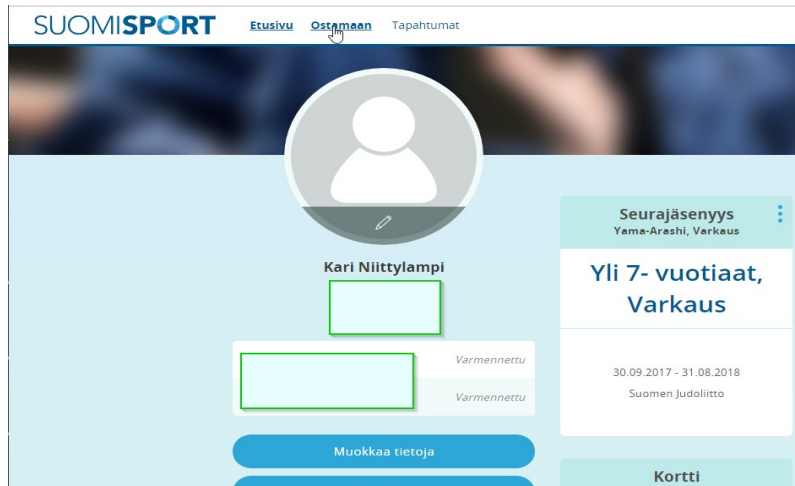 SUOMISPORT
Etusivu Ostamaan Tapahtumat
Kari Niittylampi
Varmennettu
Varmennettu
Muokkaa tietoja
Seurajäsenyys
Yama-Arashi, Varkaus
Yli 7- vuotiaat,
Varkaus
30.09.2017 - 31.08.2018
Suomen Judoliitto
Kortti